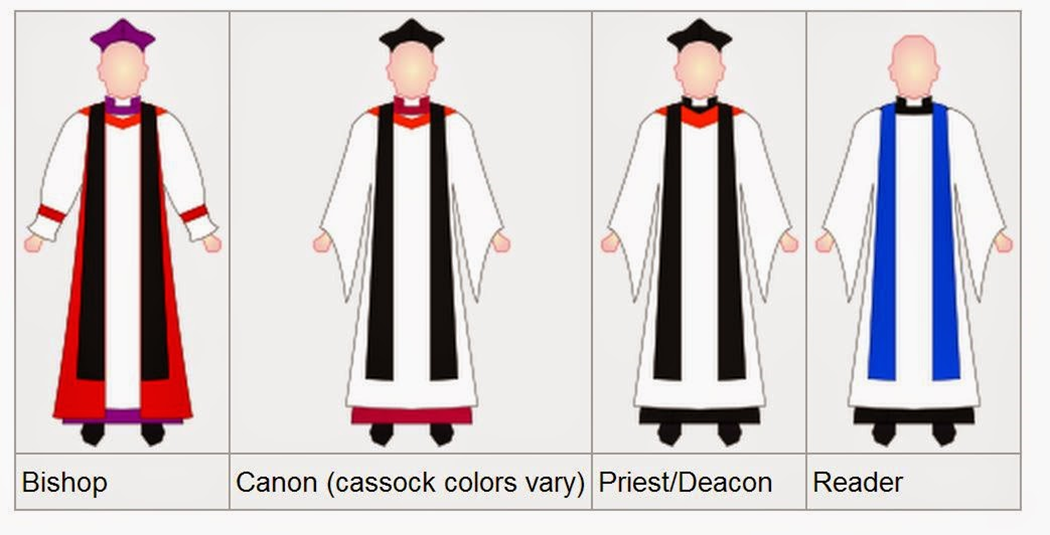 Bishop
Canon (cassock colors vary)
Priest/Deacon
Reader